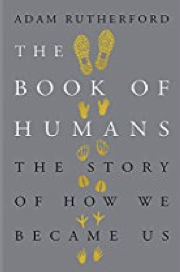 ADAM RUTHERFORD
THE
BOOK OF
HUMANS
THE STORY
OF HOW WE
BECAME US